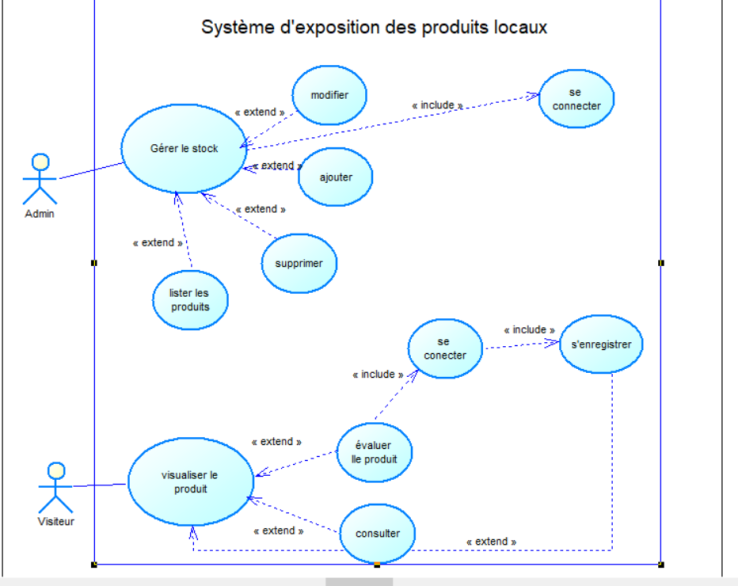 Système d'exposition des produits locaux
modifier
« extend »
« include »
se
connecter
Gérer le stock
« extend »
ajouter
Admin
« extend »
« extend »
supprimer
lister les
produits
« include »
se
conecter
s'enregistrer
« include »
« extend »
évaluer
lle produit
visualiser le
produit
Visiteur
« extend »
consulter
« extend »